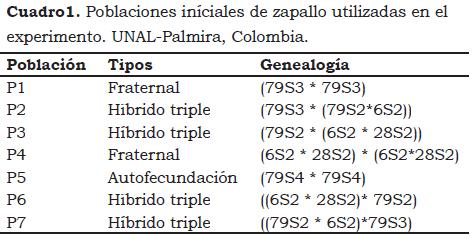 Cuadro1. Poblaciones iníciales de zapallo utilizadas en el
experimento. UNAL-Palmira, Colombia.
Población Tipos Genealogía
P1 Fraternal (79S3 * 79S3)
P2 Hibrido triple (79S3 * (79S2*6S2))
P3 Híbrido triple (79S2 * (6S2 * 28S2))
P4 Fraternal (6S2 * 28S2) * (6S2*28S2)
P5 Autofecundación (79S4 * 79S4)
P6 Hibrido triple ((6S2 * 28S2)* 79S2)
P7 Híbrido triple ((79S2 * 6S2)*79S3)